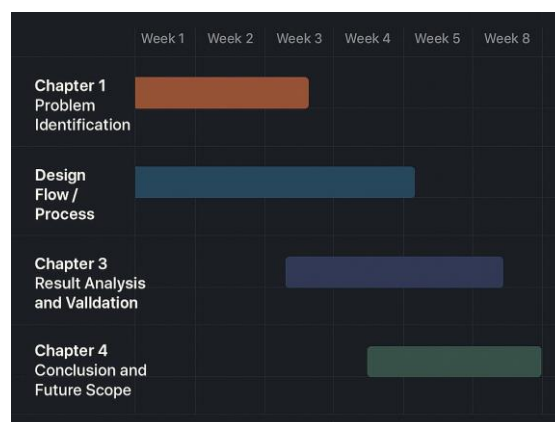 Week 1 Week 2 Week 3 Week 4 Week 5 Week 8
Chapter 1
Problem
Identification
Design
Flow /
Process
Chapter 3
Result Analysis
and Valldation
Chapter 4
Conclusion and
Future Scope